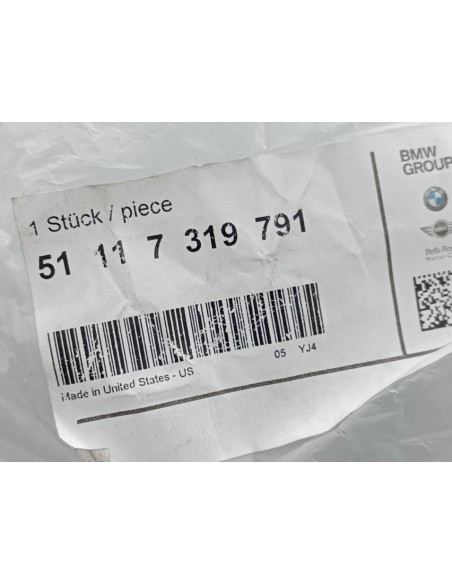 1 Stück / piece
51 11 7 319 791
05 YJ4
Made in United States - US
BMW
GROUP